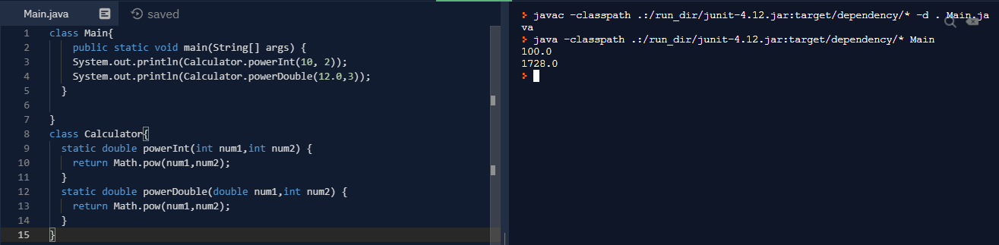 Main.java saved
1 class Main{
2 public static void main(String[] args) {
3 System.out.println(Calculator.powerInt(10, 2));
4 System.out.println(Calculator.powerDouble(12.0,3));
5 }
6
7 }
8 class Calculator{
9 static double powerInt(int num1,int num2) {
10 return Math.pow(num1,num2);
11 }
12 static double powerDouble(double num1,int num2) {
13 return Math.pow(num1,num2);
14 }
15 }
javac -classpath .:/run_dir/junit-4.12.jar:target/dependency/* -d . Main.ja
va
java -classpath .:/run_dir/junit-4.12.jar:target/dependency/* Main
100.0
1728.0